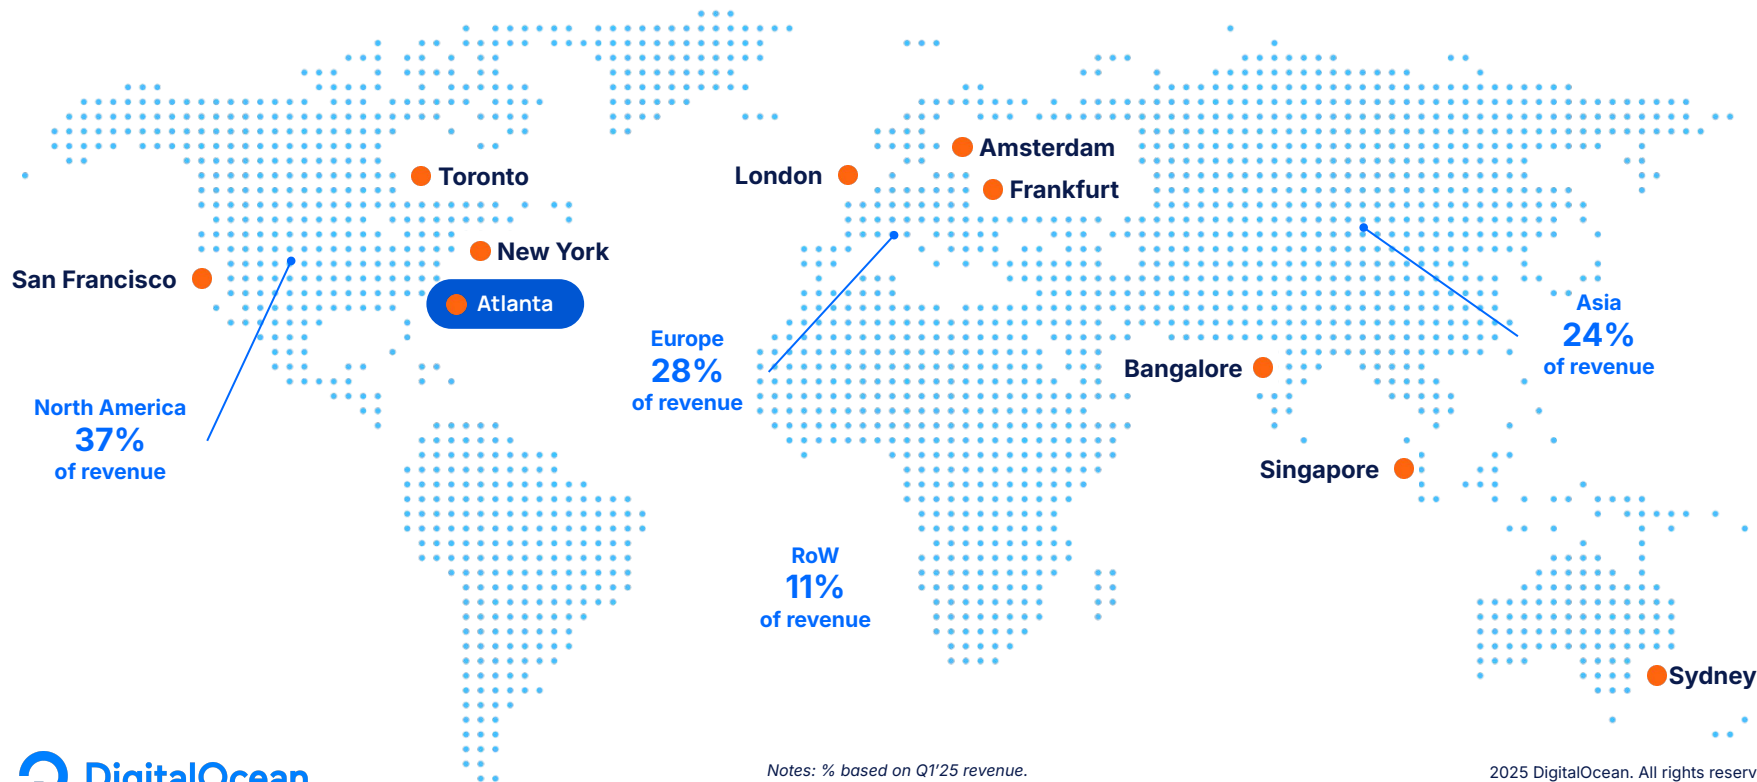 Amsterdam
Toronto
London
Frankfurt
New York
San Francisco
Atlanta
Asia
24%
of revenue
Europe
28%
of revenue
Bangalore
North America
37%
of revenue
Singapore
RoW
11%
of revenue
Sydney
DigitalOcean
Notes: % based on Q1'25 revenue.
2025 DigitalOcean. All rights reserv